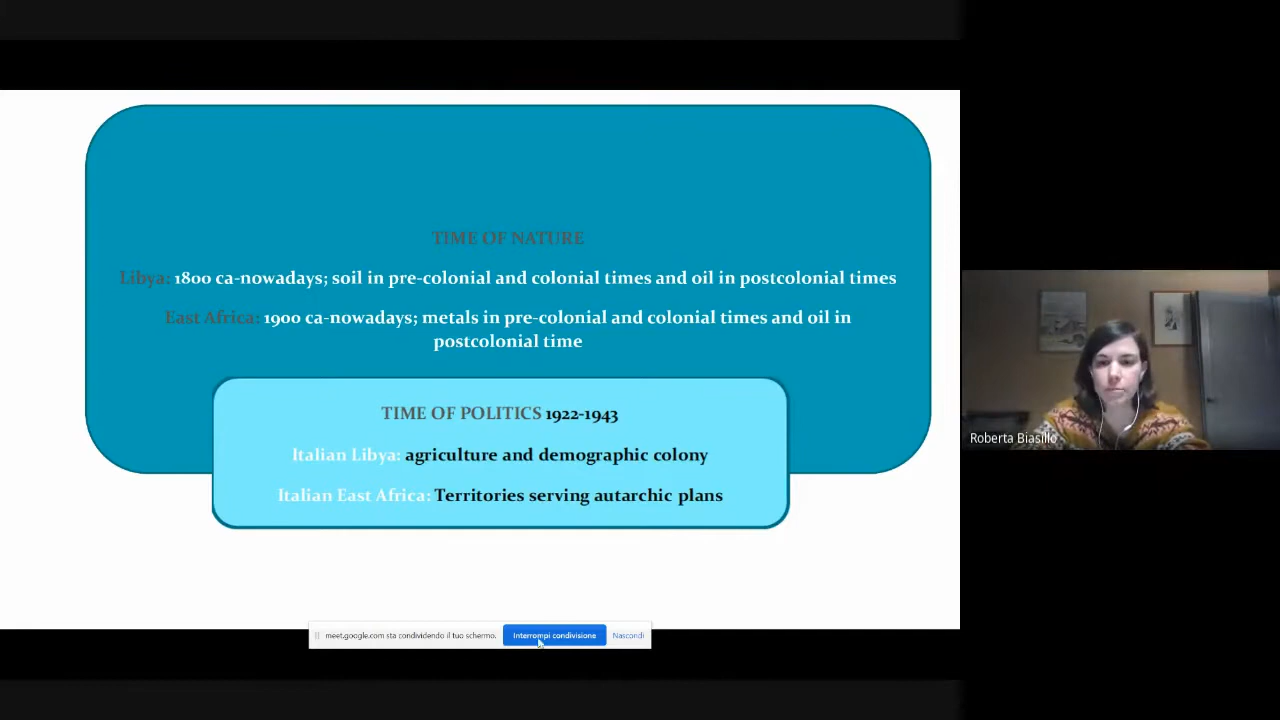 TIME OF NATURE
Libya: 1800 ca-nowadays; soil in pre-colonial and colonial times and oil in postcolonial times
East Africa: 1900 ca-nowadays; metals in pre-colonial and colonial times and oil in
postcolonial time
TIME OF POLITICS 1922-1943
Italian Libya: agriculture and demographic colony
Italian East Africa: Territories serving autarchic plans
Roberta Biasillo
meet.google.com sta condividendo il tuo schermo.
Interrompi condivisione
Nascondi